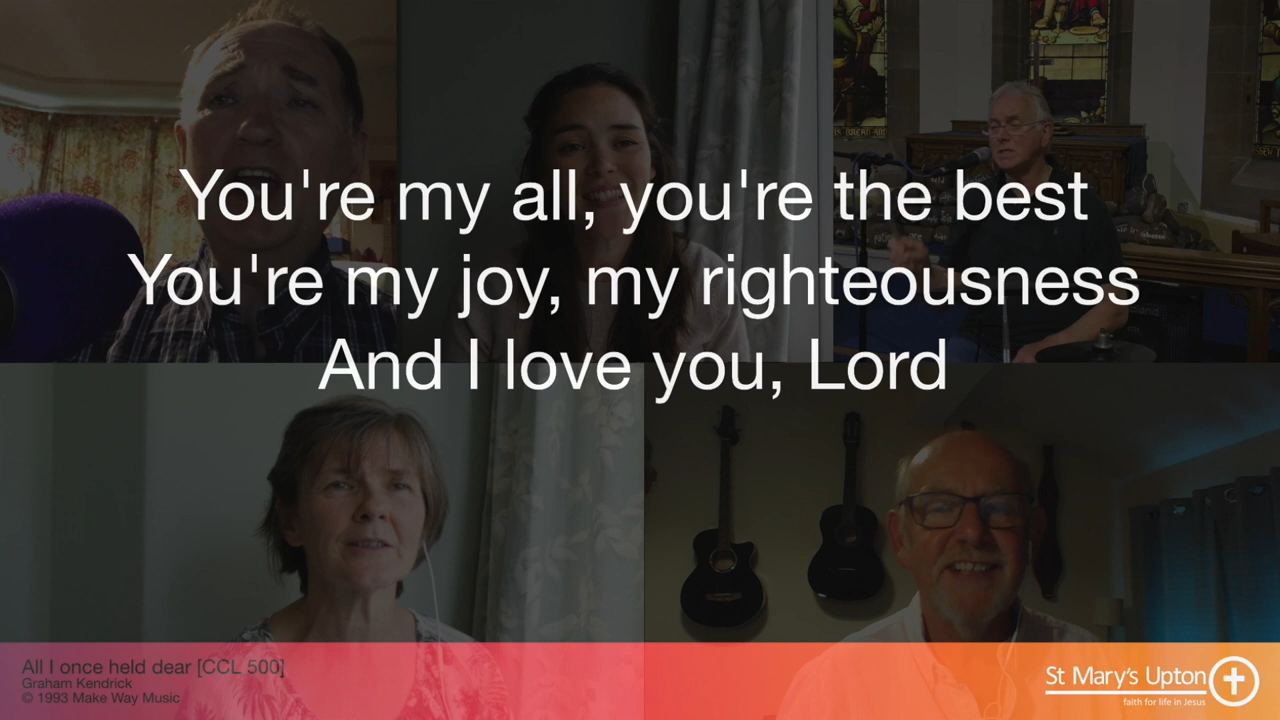 You're my all, you're the best
You're my joy, my righteousness
And I love you, Lord
All I once held dear [CCL 500]
Graham Kendrick
© 1993 Make Way Music
St Mary's Upton
faith for life in Jesus